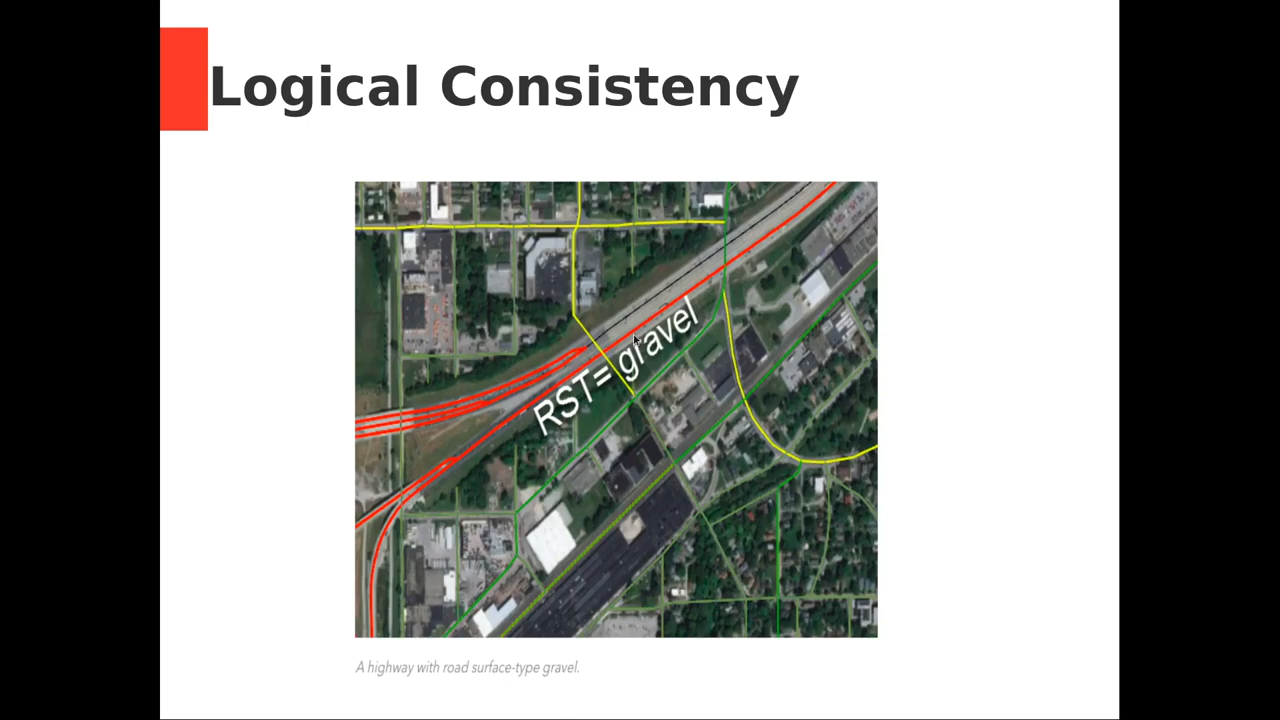 Logical Consistency
RST= gravel
A highway with road surface-type gravel.